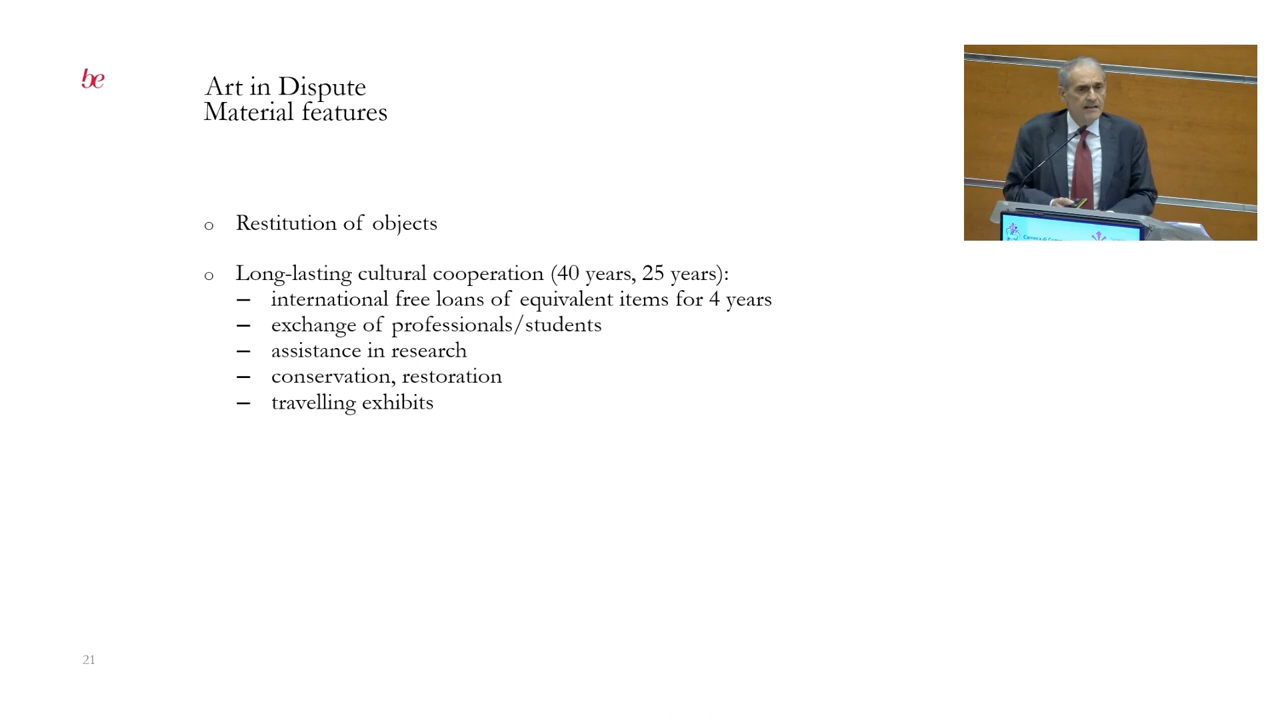 be
Art in Dispute
Material features
Restitution of objects
Long-lasting cultural cooperation (40 years, 25 years):
– international free loans of equivalent items for 4 years
– exchange of professionals/students
– assistance in research
– conservation, restoration
– travelling exhibits
21